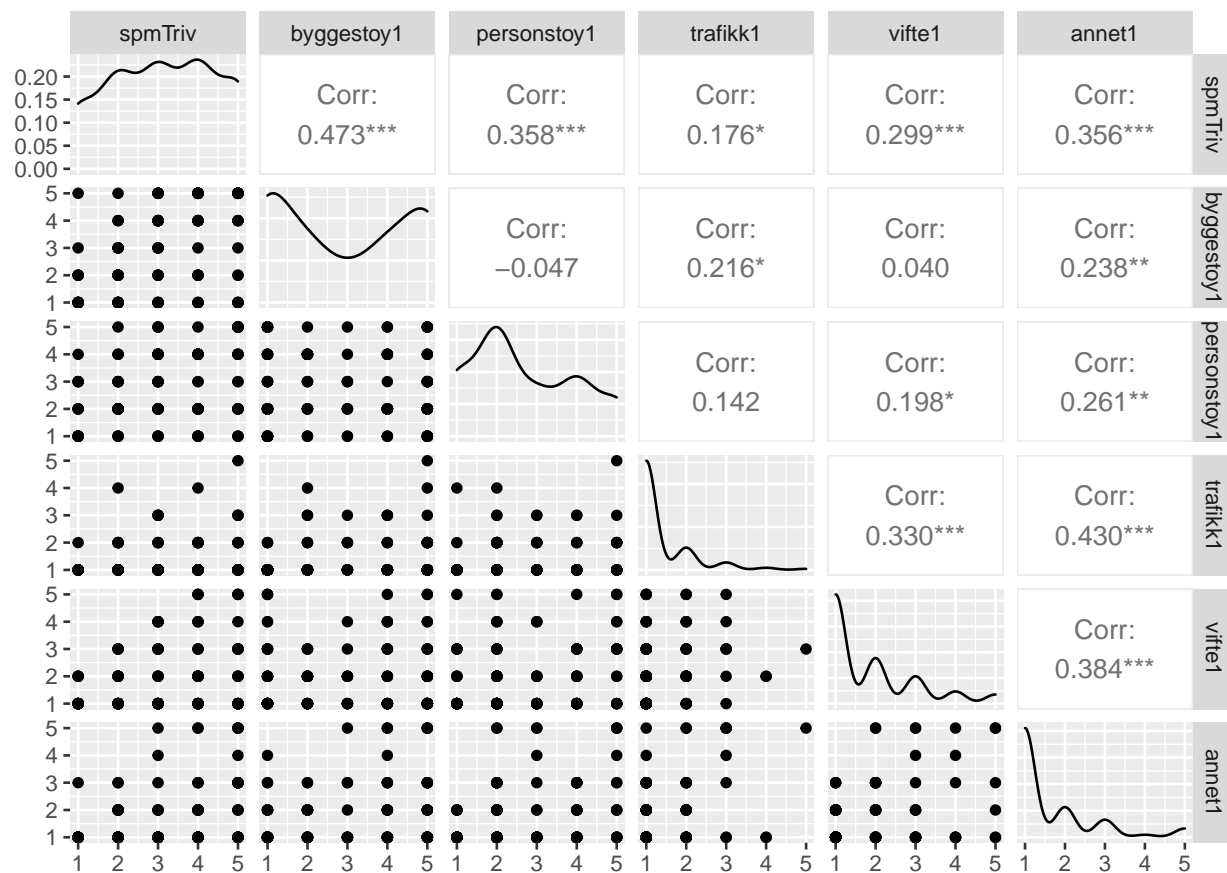 spmTriv byggestoy1 personstoy1 trafikk1 vifte1 annet1
0.20
0.15
0.10
0.05
0.00
Corr: Corr: Corr: Corr: Corr:
0.473*** 0.358*** 0.176* 0.299*** 0.356***
spmTriv
5
4
3
2
1
Corr: Corr: Corr: Corr:
−0.047 0.216* 0.040 0.238**
byggestoy1
5
4
3
2
1
Corr: Corr: Corr:
0.142 0.198* 0.261**
personstoy1
5
4
3
2
1
Corr: Corr:
0.330*** 0.430***
trafikk1
5
4
3
2
1
Corr:
0.384***
vifte1
5
4
3
2
1
annet1
1 2 3 4 5 1 2 3 4 5 1 2 3 4 5 1 2 3 4 5 1 2 3 4 5 1 2 3 4 5